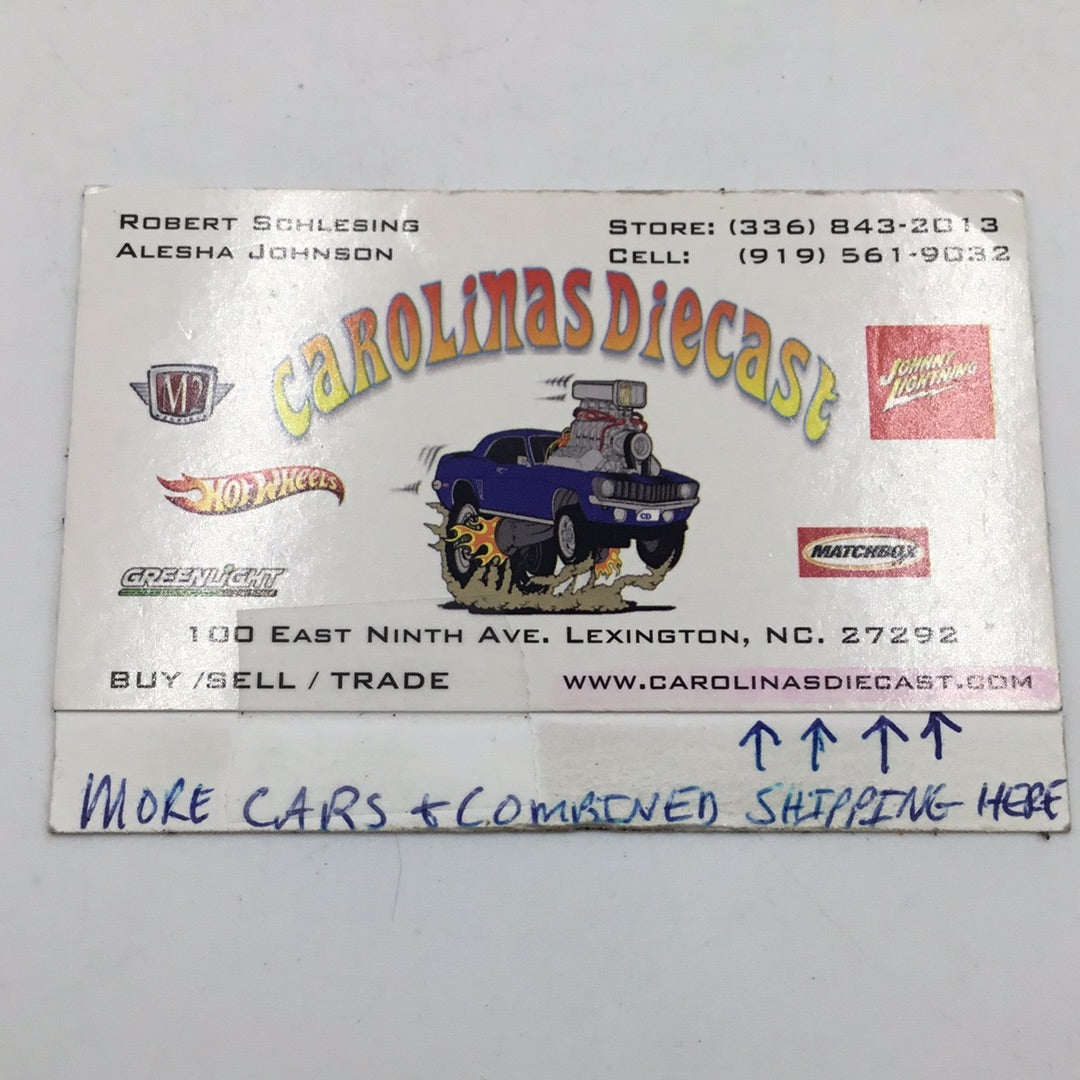 ROBERT SCHLESING
ALESHA JOHNSON
STORE: (336) 843-2013
CELL: (919) 561-9032
CAROLINAS DIECAST
M2
JOHNNY
LIGHTNING
HOT WHEELS
CD
MATCHBOX
GREENLIGHT
100 EAST NINTH AVE. LEXINGTON, NC. 27292
BUY /SELL / TRADE
WWW.CAROLINASDIECAST.COM
MORE CARS + COMBINED SHIPPING HERE